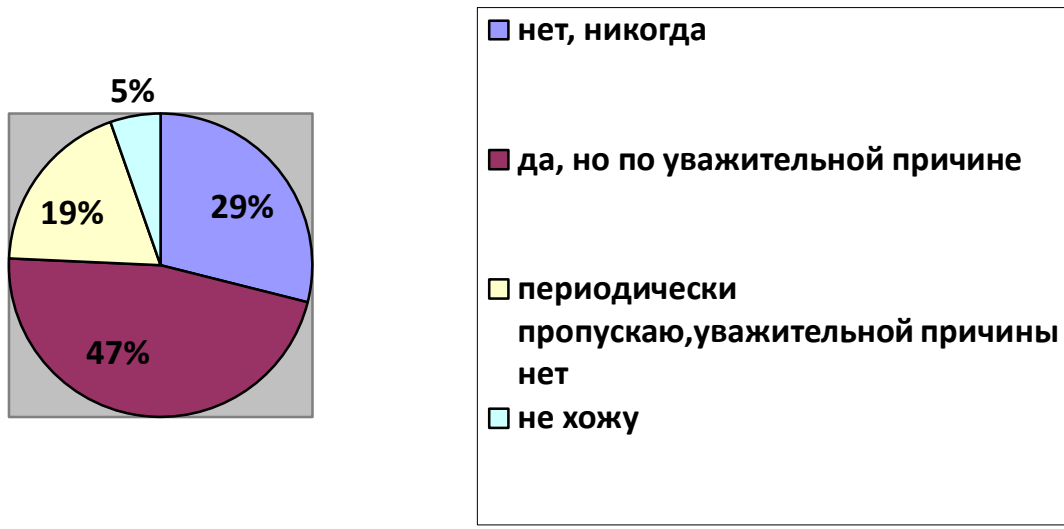 5%
29%
19%
47%
нет, никогда
да, но по уважительной причине
периодически
пропускаю,уважительной причины
нет
не хожу